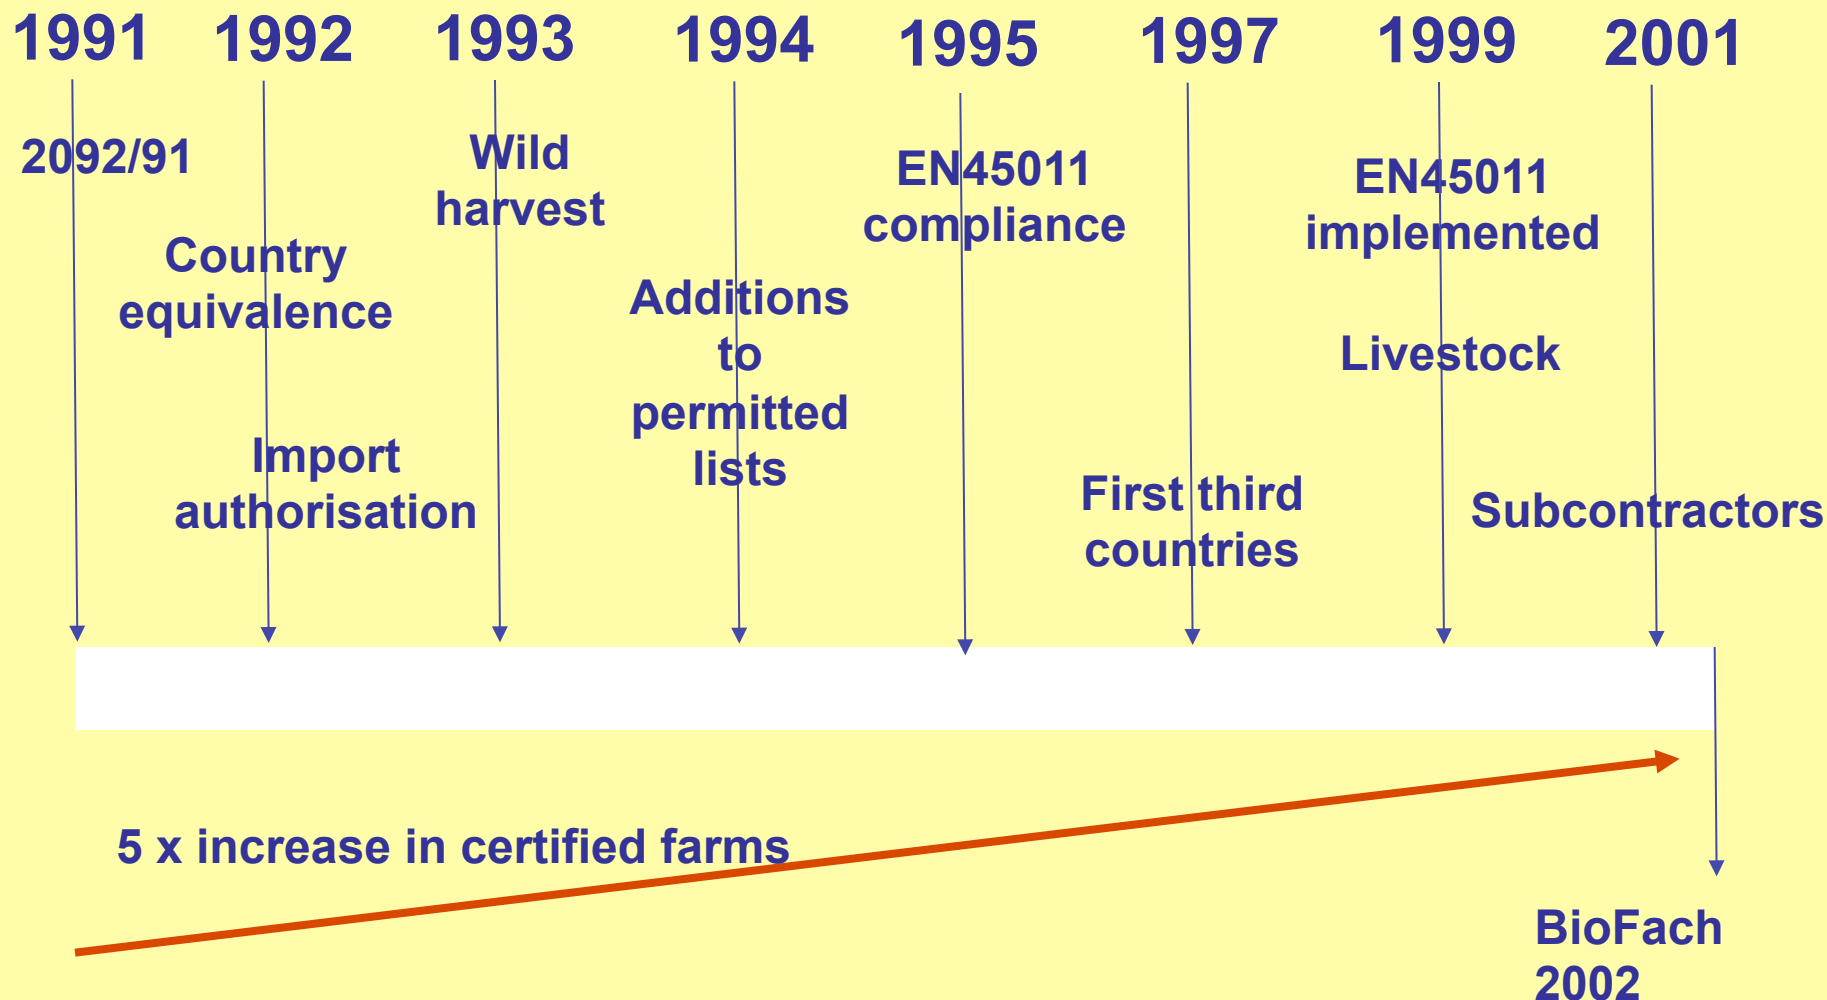 1991 1992 1993 1994 1995 1997 1999 2001
2092/91
Country
equivalence
Import
authorisation
Wild
harvest
Additions
to
permitted
lists
EN45011
compliance
First third
countries
EN45011
implemented
Livestock
Subcontractors
5 x increase in certified farms
BioFach
2002